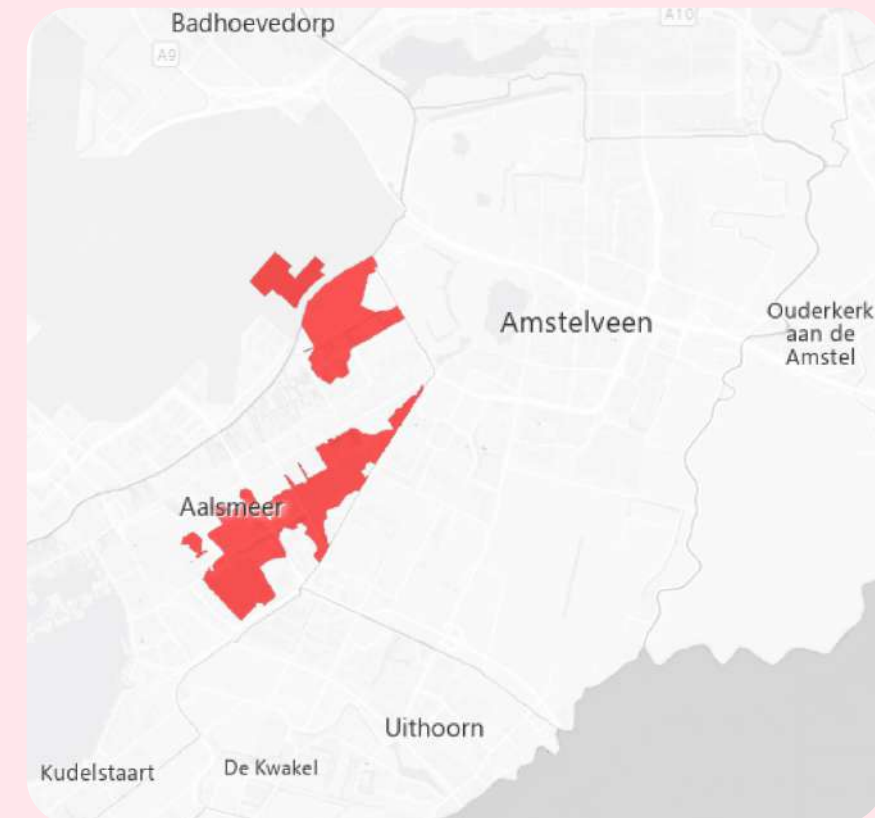 Badhoevedorp
A10
A9
Amstelveen
Ouderkerk
aan de
Amstel
Aalsmeer
Uithoorn
De Kwakel
Kudelstaart